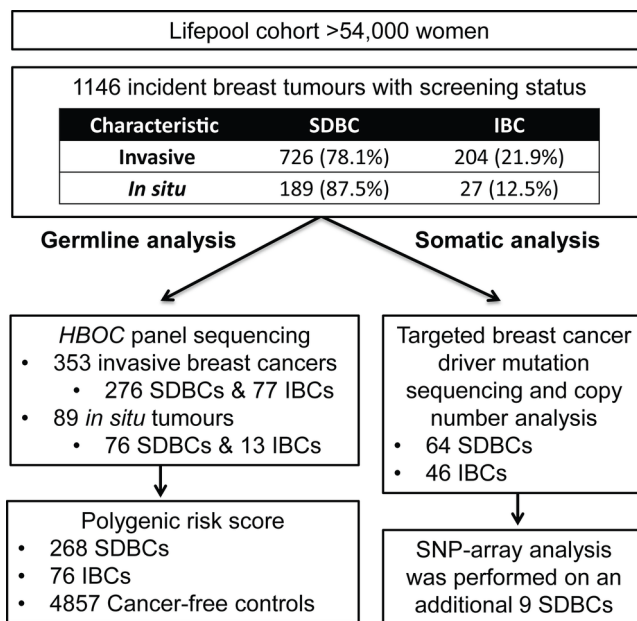 Lifepool cohort >54,000 women
1146 incident breast tumours with screening status
Characteristic SDBC IBC
Invasive 726 (78.1%) 204 (21.9%)
In situ 189 (87.5%) 27 (12.5%)
Germline analysis Somatic analysis
HBOC panel sequencing
• 353 invasive breast cancers
• 276 SDBCs & 77 IBCs
• 89 in situ tumours
• 76 SDBCs & 13 IBCs
Targeted breast cancer
driver mutation
sequencing and copy
number analysis
• 64 SDBCs
• 46 IBCs
Polygenic risk score
• 268 SDBCs
• 76 IBCs
• 4857 Cancer-free controls
SNP-array analysis
was performed on an
additional 9 SDBCs